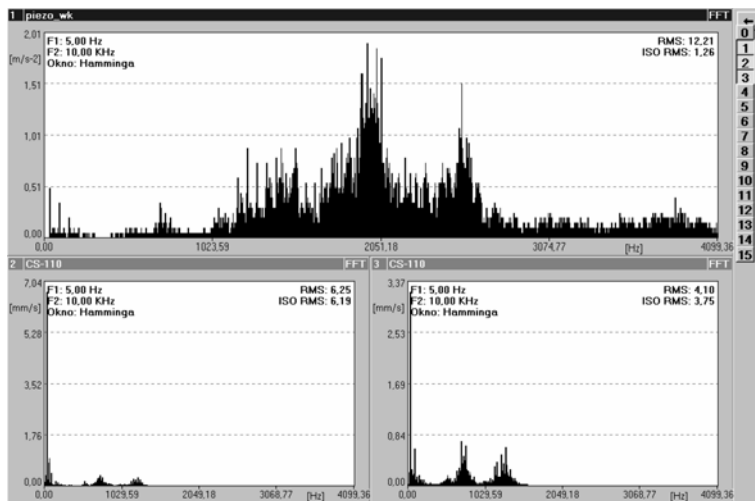 1 piezo_wk FFT
2,01
[m/s-2]
1,51
1,01
0,51
0,00
F1: 5,00 Hz
F2: 10,00 KHz
Okno: Hamminga
RMS: 12,21
ISO RMS: 1,26
0,00 1023,59 2051,18 3074,77 [Hz] 4099,36
2 CS-110 FFT
7,04
[mm/s]
5,28
3,52
1,76
0,00
F1: 5,00 Hz
F2: 10,00 KHz
Okno: Hamminga
RMS: 6,25
ISO RMS: 6,19
0,00 1029,59 2049,18 3068,77 [Hz] 4099,36
3 CS-110 FFT
3,37
[mm/s]
2,53
1,69
0,84
0,00
F1: 5,00 Hz
F2: 10,00 KHz
Okno: Hamminga
RMS: 4,10
ISO RMS: 3,75
0,00 1029,59 2049,18 3068,77 [Hz] 4099,36
←
0
1
2
3
4
5
6
7
8
9
10
11
12
13
14
15